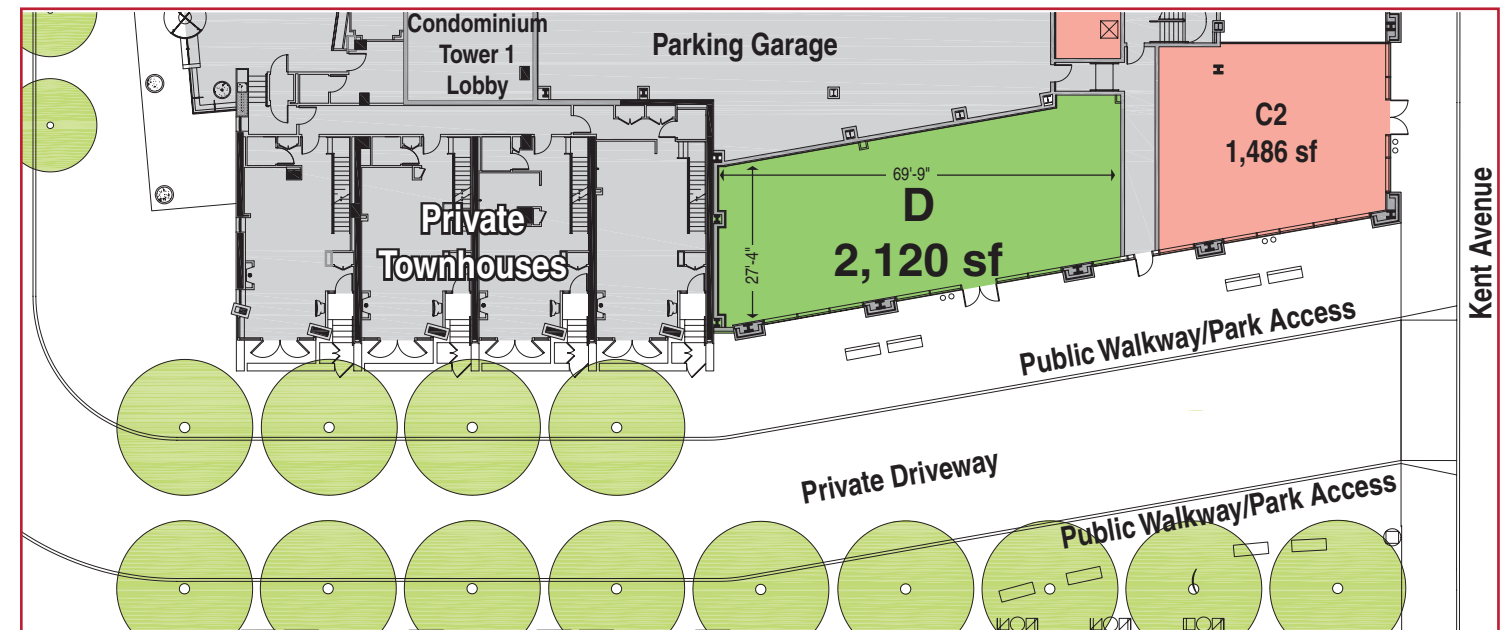 Condominium
Tower 1
Lobby
Parking Garage
C2
1,486 sf
69'-9"
D
2,120 sf
27'-4"
Private
Townhouses
Kent Avenue
Public Walkway/Park Access
Private Driveway
Public Walkway/Park Access